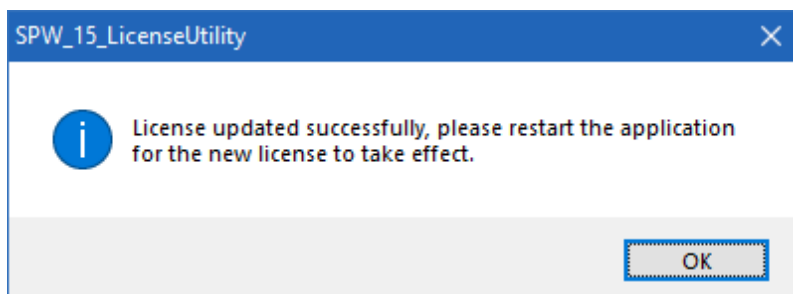 SPW_15_LicenseUtility
License updated successfully, please restart the application
for the new license to take effect.
OK